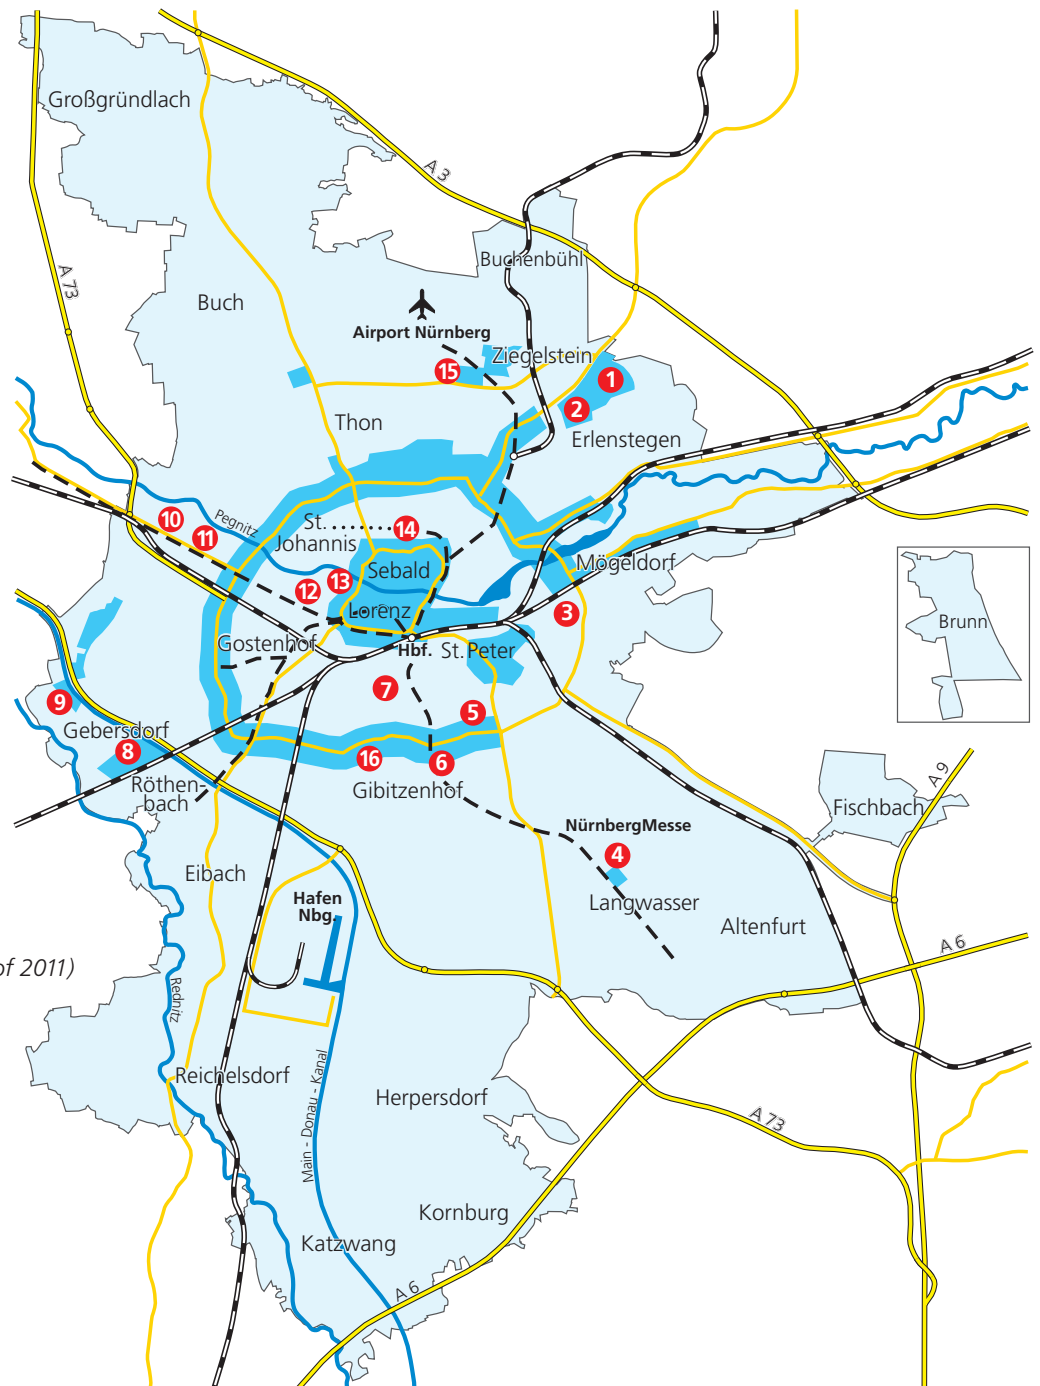 Großgründlach
A 3
A 73
Buchenbühl
Buch
Airport Nürnberg
Ziegelstein
15
1
2
Thon
Erlenstegen
10
11
Pegnitz
St.
Johannis
14
Sebald
Mögeldorf
12
13
Lorenz
3
Brunn
Gostenhof
Hbf.
St. Peter
7
9
5
Gebersdorf
8
16
6
Röthen-
bach
Gibitzenhof
A 9
Fischbach
NürnbergMesse
4
Eibach
Hafen
Nbg.
Langwasser
Altenfurt
A 6
of 2011)
Rednitz
Reichelsdorf
Main - Donau - Kanal
Herpersdorf
A 73
Kornburg
Katzwang
A 6